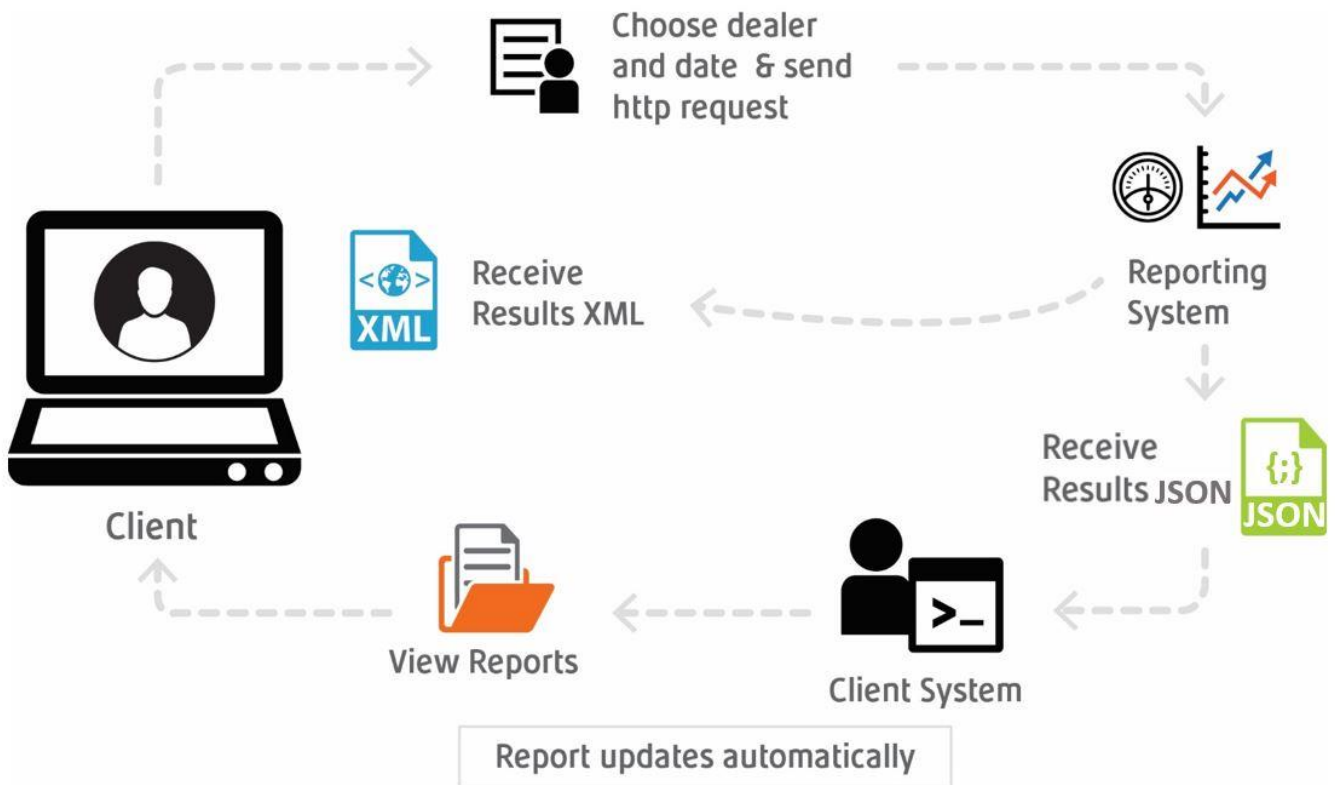 Choose dealer
and date & send
http request
Reporting
System
Receive
Results XML
XML
Receive
Results JSON
{;}
JSON
Client
>_
Client System
View Reports
Report updates automatically